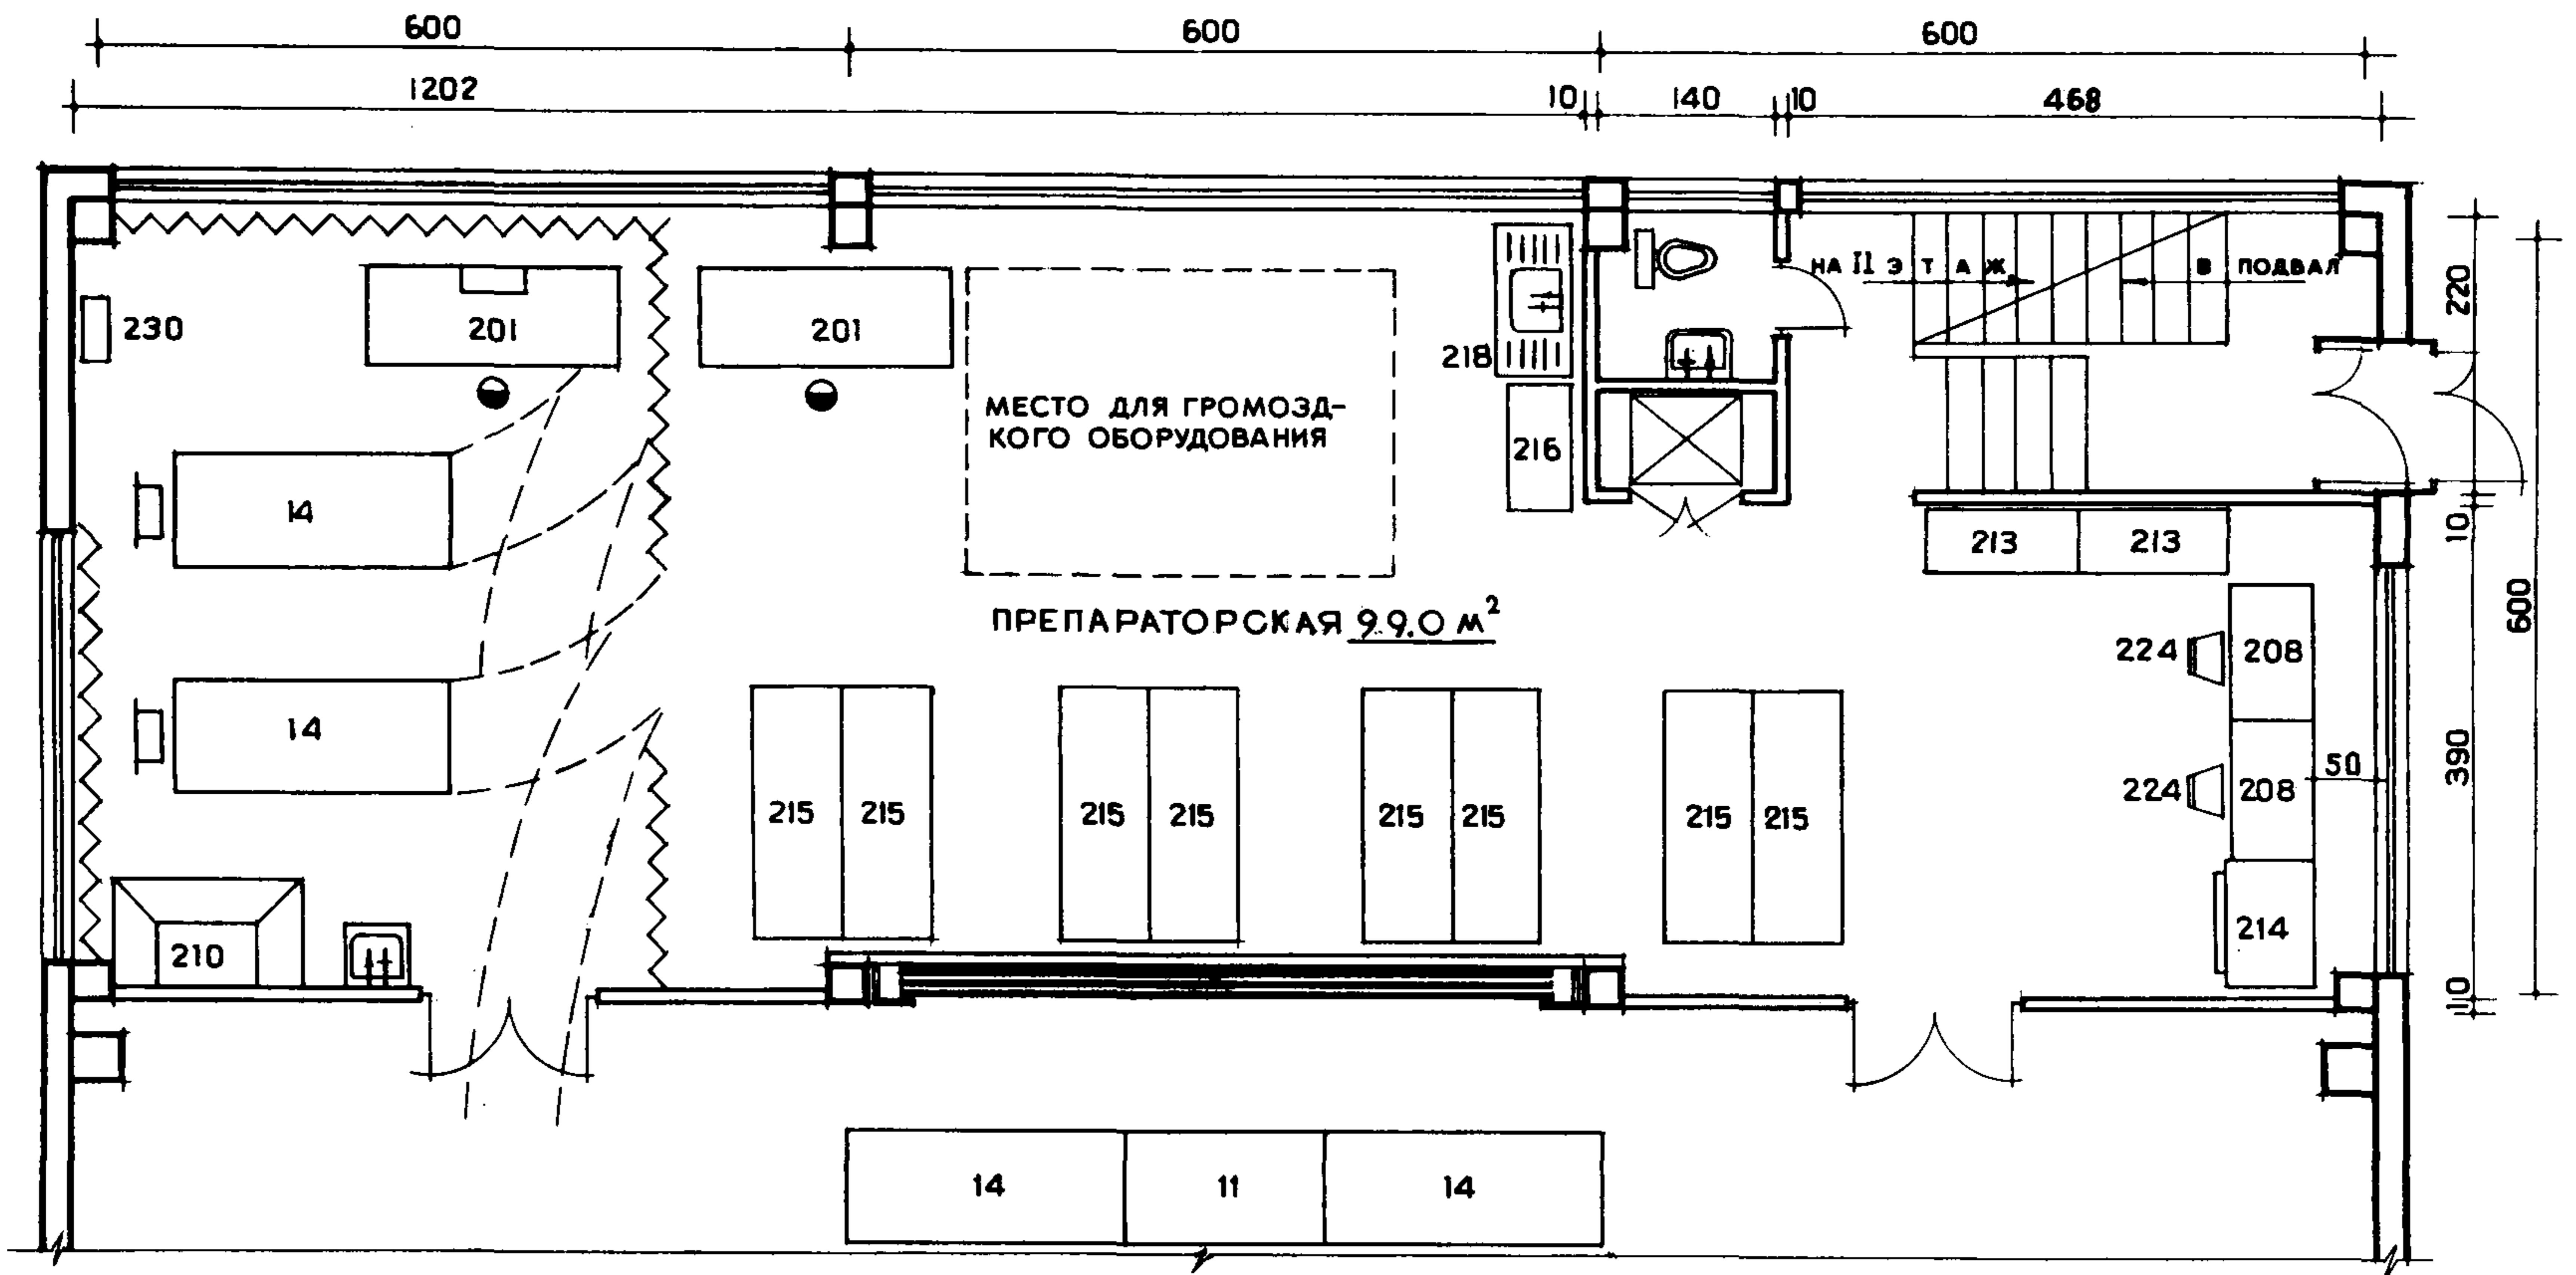 600 600 600
1202 10 140 10 468
НА II ЭТАЖ В ПОДВАЛ
220
230 201 201
218
МЕСТО ДЛЯ ГРОМОЗД-
КОГО ОБОРУДОВАНИЯ
216
14
213 213
10
600
ПРЕПАРАТОРСКАЯ 99.0 м²
224 208
14
390
50
224 208
215 215 215 215 215 215 215 215
214
210
10
14 11 14